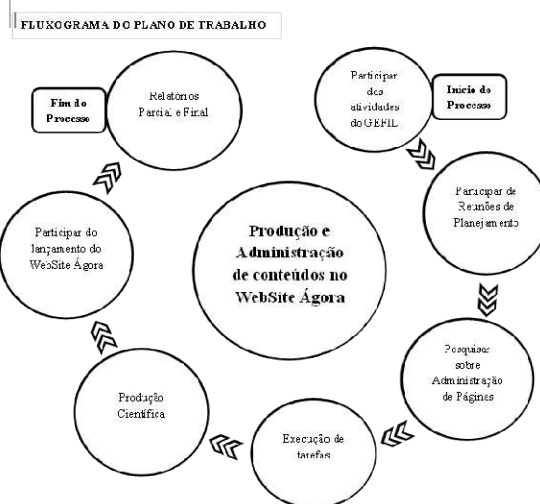 FLUXOGRAMA DO PLANO DE TRABALHO
Participar
das
atividades
do GEFIL
Início do
Processo
Participar de
Reuniões de
Planejamento
Pesquisar
sobre
Administração
de Páginas
Execução de
tarefas
Produção
Científica
Participar do
lançamento do
WebSite Ágora
Relatórios
Parcial e Final
Fim do
Processo
Produção e
Administração
de conteúdos no
WebSite Ágora